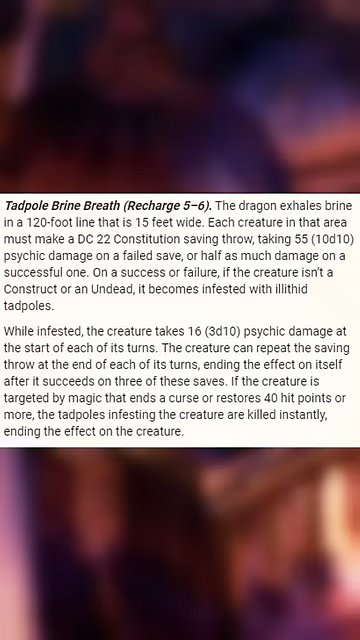 Tadpole Brine Breath (Recharge 5–6). The dragon exhales brine
in a 120-foot line that is 15 feet wide. Each creature in that area
must make a DC 22 Constitution saving throw, taking 55 (10d10)
psychic damage on a failed save, or half as much damage on a
successful one. On a success or failure, if the creature isn't a
Construct or an Undead, it becomes infested with illithid
tadpoles.
While infested, the creature takes 16 (3d10) psychic damage at
the start of each of its turns. The creature can repeat the saving
throw at the end of each of its turns, ending the effect on itself
after it succeeds on three of these saves. If the creature is
targeted by magic that ends a curse or restores 40 hit points or
more, the tadpoles infesting the creature are killed instantly,
ending the effect on the creature.